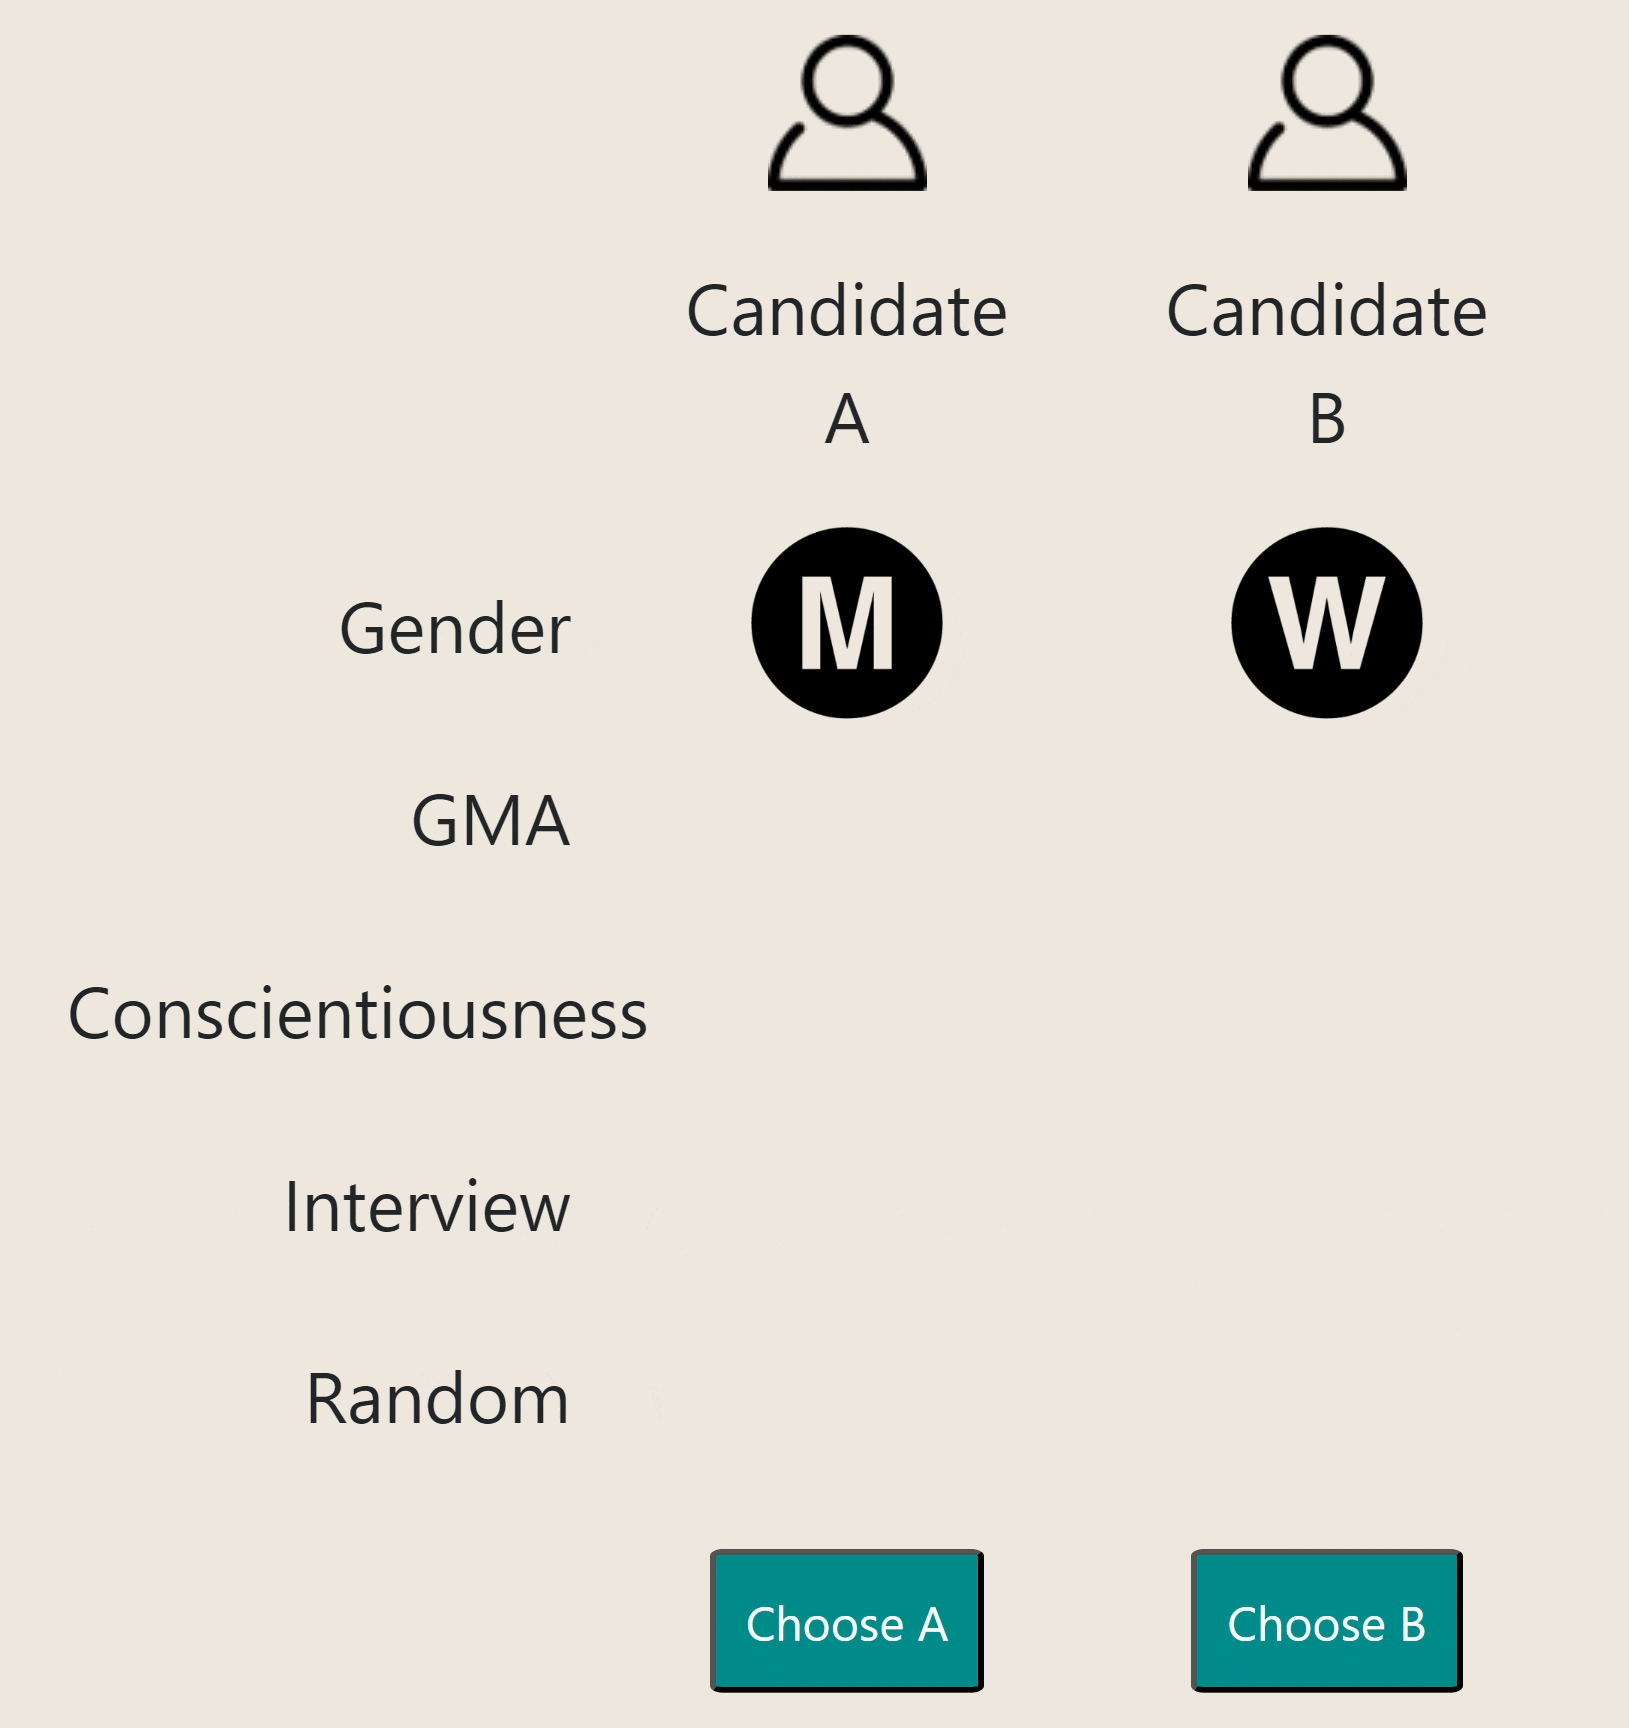 Candidate A
Candidate B
Gender M W
GMA
Conscientiousness
Interview
Random
Choose A Choose B